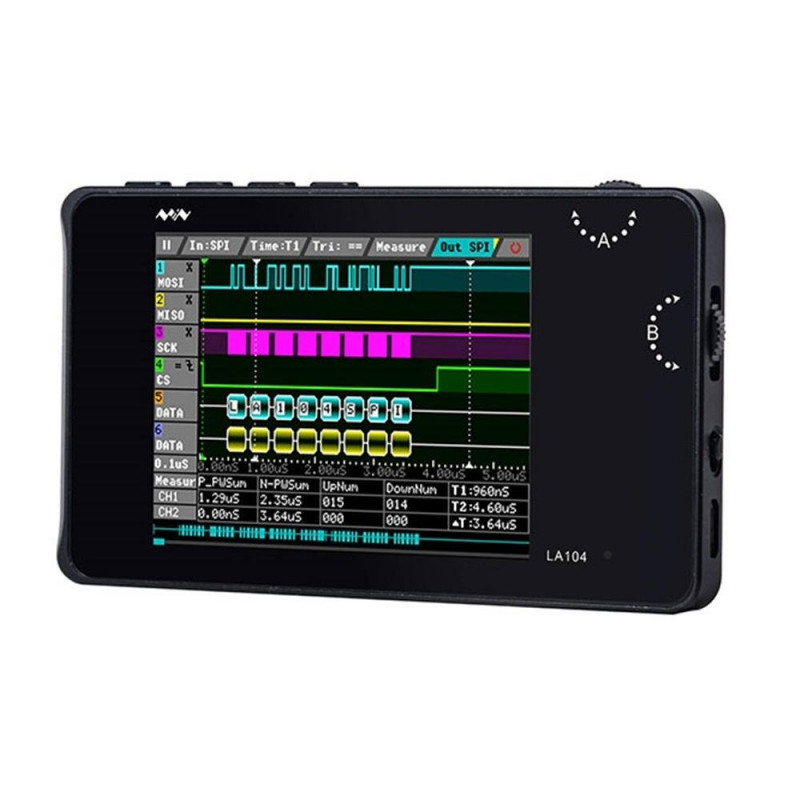 A
In:SPI Time:T1 Tri: == Measure Out SPI
B
1 X
MOSI
2 X
MISO
3 X
SCK
4 =
CS
5
DATA L A 1 0 4 S P I
6
DATA
0.1uS 0.00nS 1.00uS 2.00uS 3.00uS 4.00uS 5.00uS
Measur P_PWSum N-PWSum UpNum DownNum T1:960nS
CH1 1.29uS 2.35uS 015 014 T2:4.60uS
CH2 0.00nS 3.64uS 000 000 ▲T:3.64uS
LA104